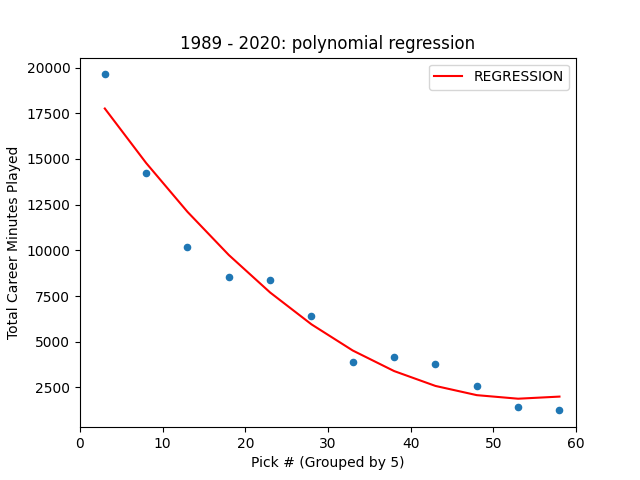 1989 - 2020: polynomial regression
REGRESSION
20000
17500
15000
12500
10000
7500
5000
2500
Total Career Minutes Played
0 10 20 30 40 50 60
Pick # (Grouped by 5)